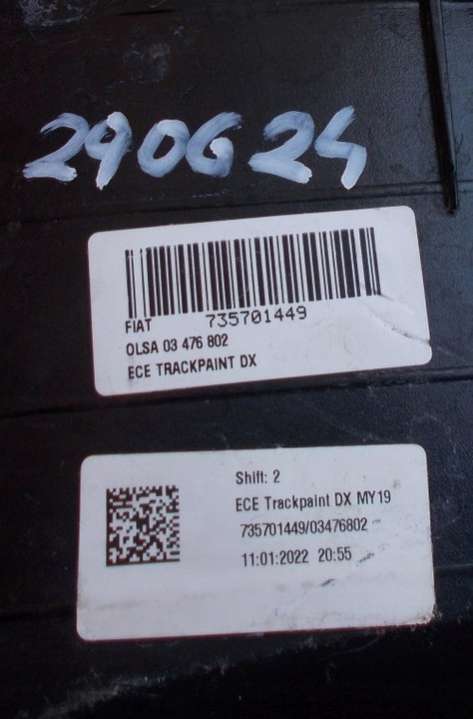 290624
FIAT 735701449
OLSA 03 476 802
ECE TRACKPAINT DX
Shift: 2
ECE Trackpaint DX MY19
735701449/03476802
11:01:2022 20:55